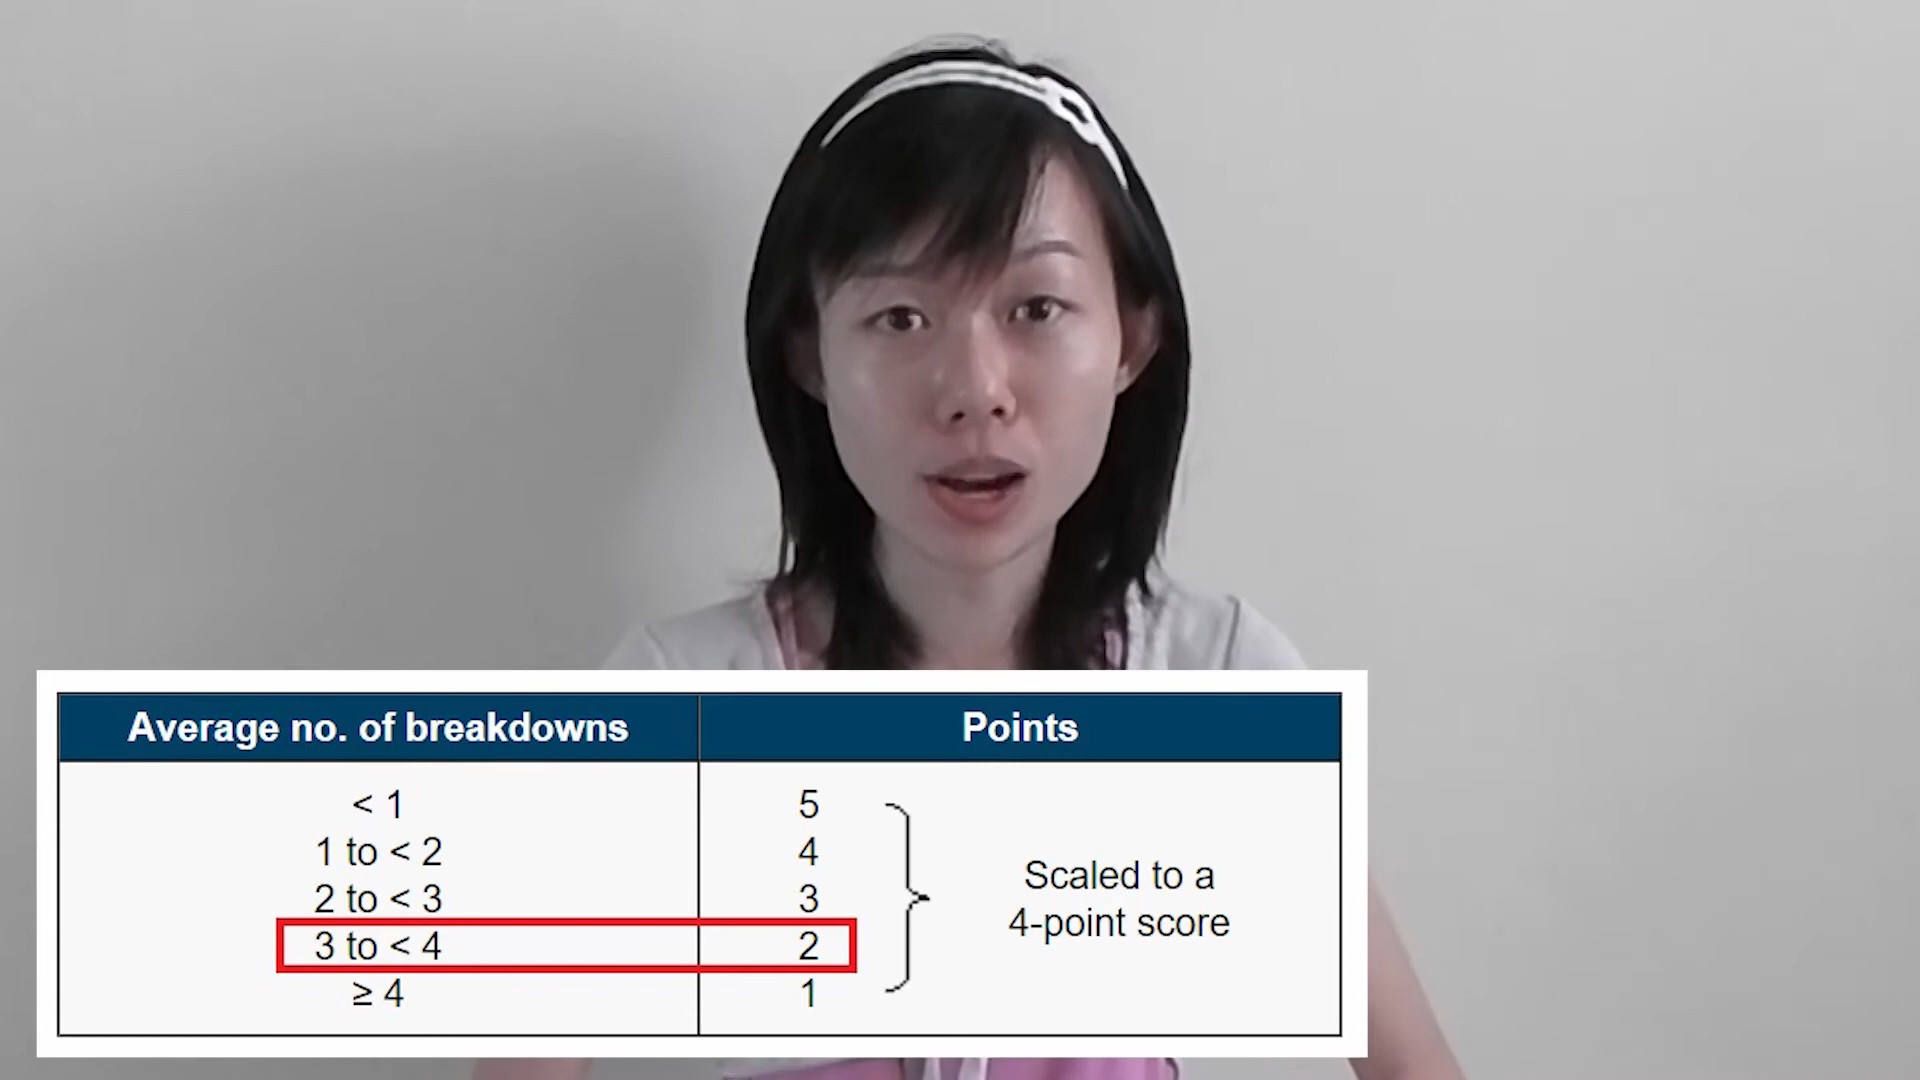 Average no. of breakdowns Points
< 1 5
1 to < 2 4
2 to < 3 3
3 to < 4 2
≥ 4 1
Scaled to a
4-point score